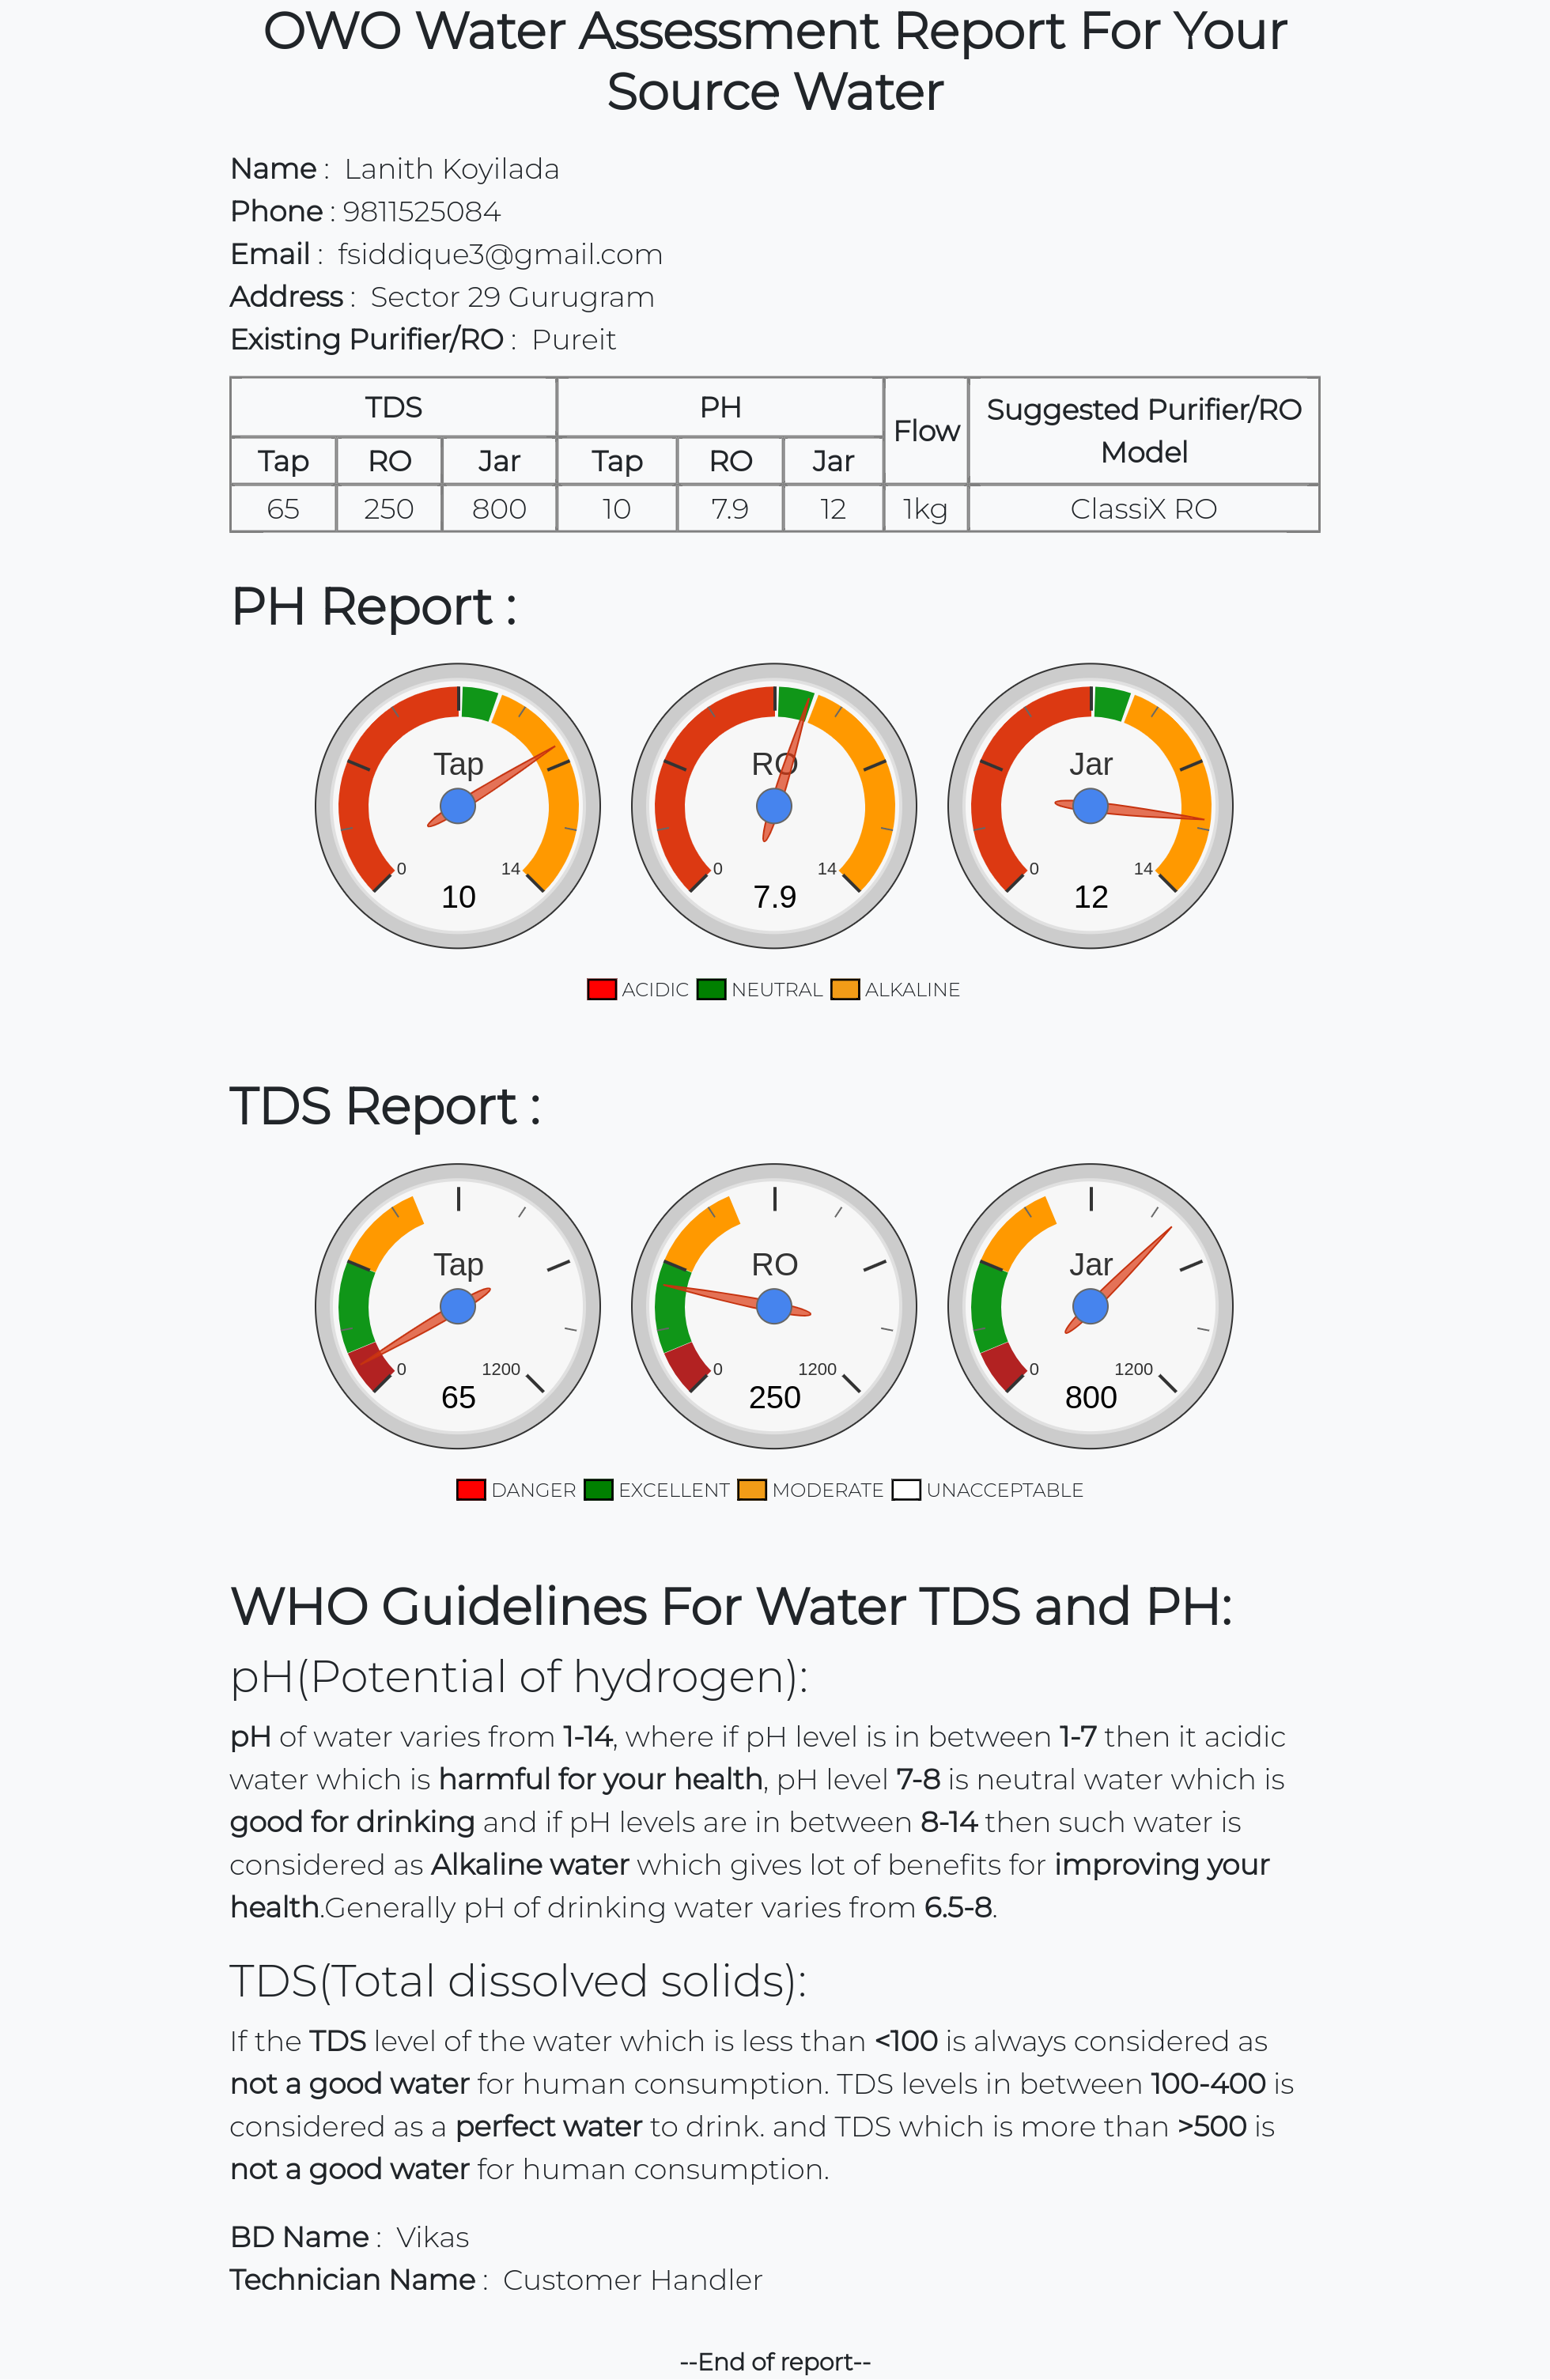 OWO Water Assessment Report For Your
Source Water
Name : Lanith Koyilada
Phone : 9811525084
Email : fsiddique3@gmail.com
Address : Sector 29 Gurugram
Existing Purifier/RO : Pureit
TDS PH Flow Suggested Purifier/RO Model
Tap RO Jar Tap RO Jar
65 250 800 10 7.9 12 1kg ClassiX RO
PH Report :
Tap RO Jar
0 14 0 14 0 14
10 7.9 12
ACIDIC NEUTRAL ALKALINE
TDS Report :
Tap RO Jar
0 1200 0 1200 0 1200
65 250 800
DANGER EXCELLENT MODERATE UNACCEPTABLE
WHO Guidelines For Water TDS and PH:
pH(Potential of hydrogen):
pH of water varies from 1-14, where if pH level is in between 1-7 then it acidic
water which is harmful for your health, pH level 7-8 is neutral water which is
good for drinking and if pH levels are in between 8-14 then such water is
considered as Alkaline water which gives lot of benefits for improving your
health.Generally pH of drinking water varies from 6.5-8.
TDS(Total dissolved solids):
If the TDS level of the water which is less than <100 is always considered as
not a good water for human consumption. TDS levels in between 100-400 is
considered as a perfect water to drink. and TDS which is more than >500 is
not a good water for human consumption.
BD Name : Vikas
Technician Name : Customer Handler
--End of report--